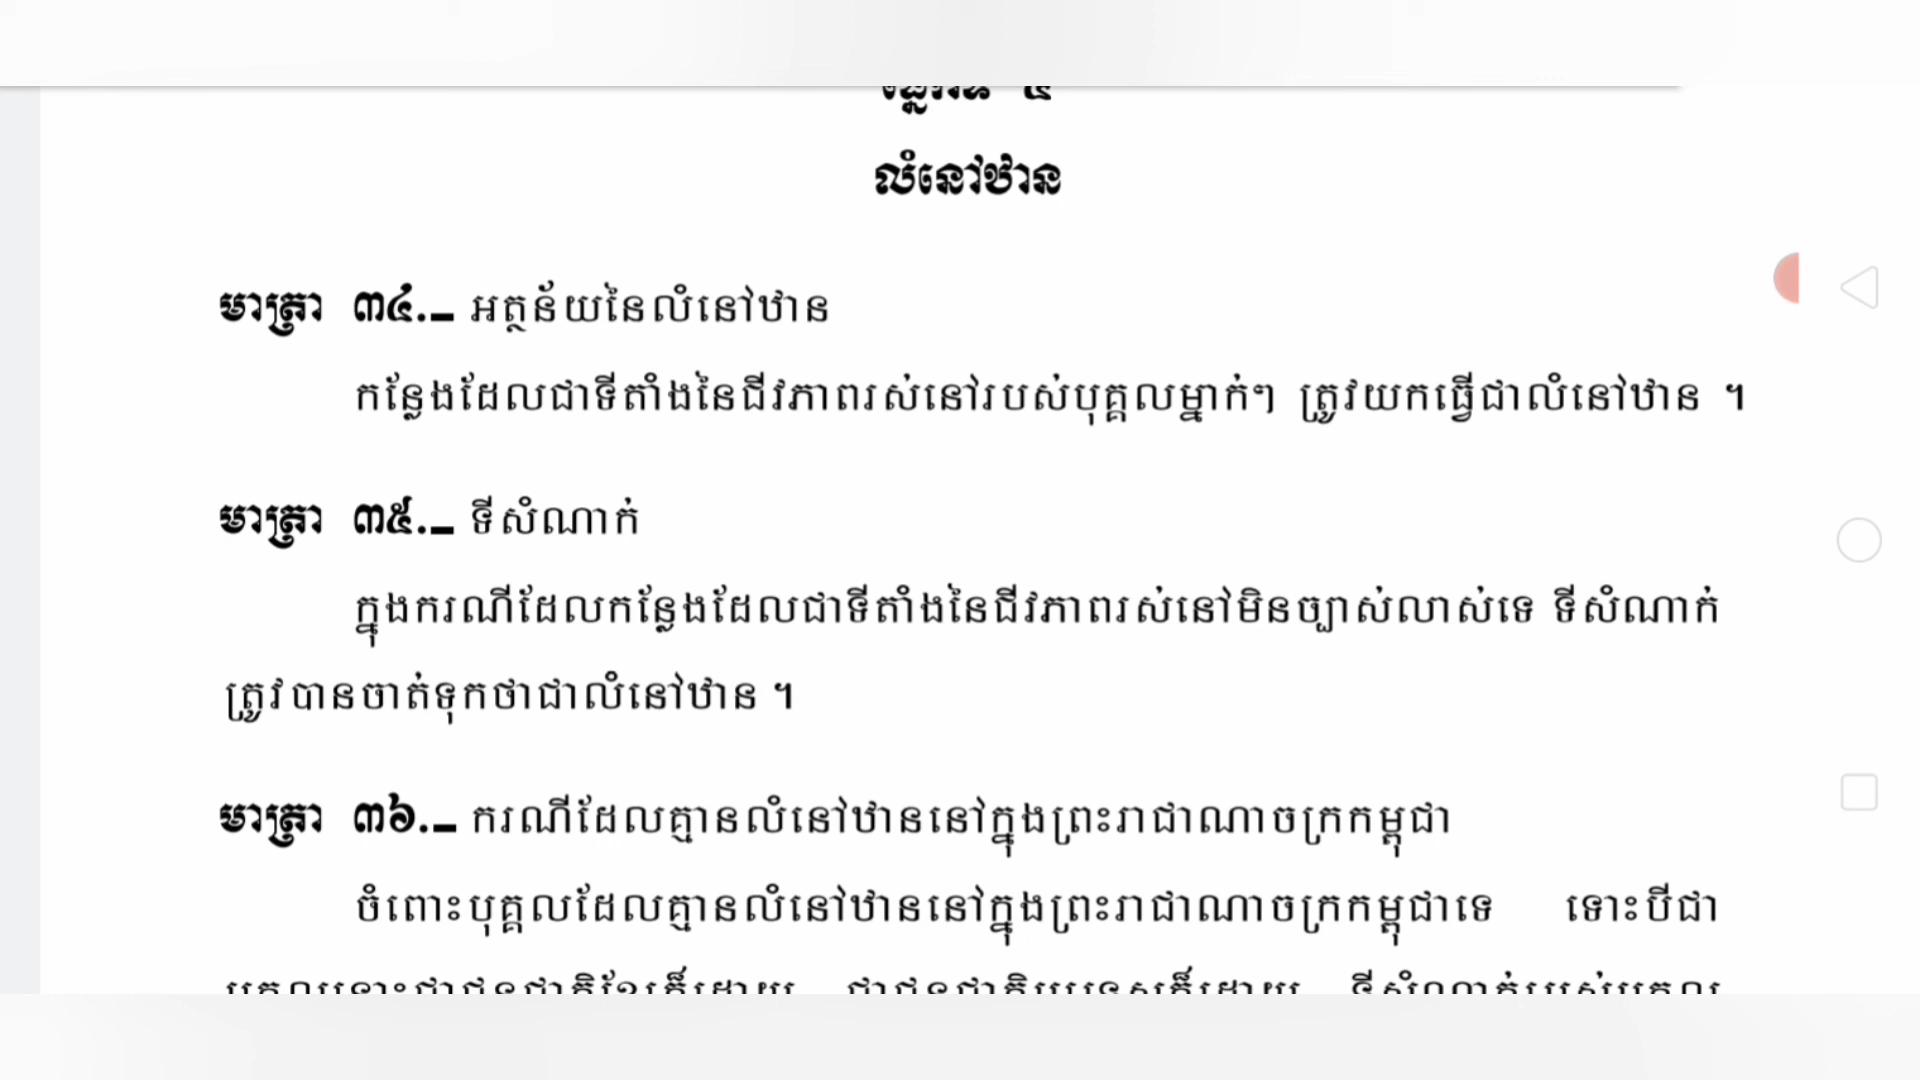 លំនៅឋាន
មាត្រា ៣៤._ អត្ថន័យនៃលំនៅឋាន
កន្លែងដែលជាទីតាំងនៃជីវភាពរស់នៅរបស់បុគ្គលម្នាក់ៗ ត្រូវយកធ្វើជាលំនៅឋាន ។
មាត្រា ៣៥._ ទីសំណាក់
ក្នុងករណីដែលកន្លែងដែលជាទីតាំងនៃជីវភាពរស់នៅមិនច្បាស់លាស់ទេ ទីសំណាក់
ត្រូវបានចាត់ទុកថាជាលំនៅឋាន ។
មាត្រា ៣៦._ ករណីដែលគ្មានលំនៅឋាននៅក្នុងព្រះរាជាណាចក្រកម្ពុជា
ចំពោះបុគ្គលដែលគ្មានលំនៅឋាននៅក្នុងព្រះរាជាណាចក្រកម្ពុជាទេ ទោះបីជា